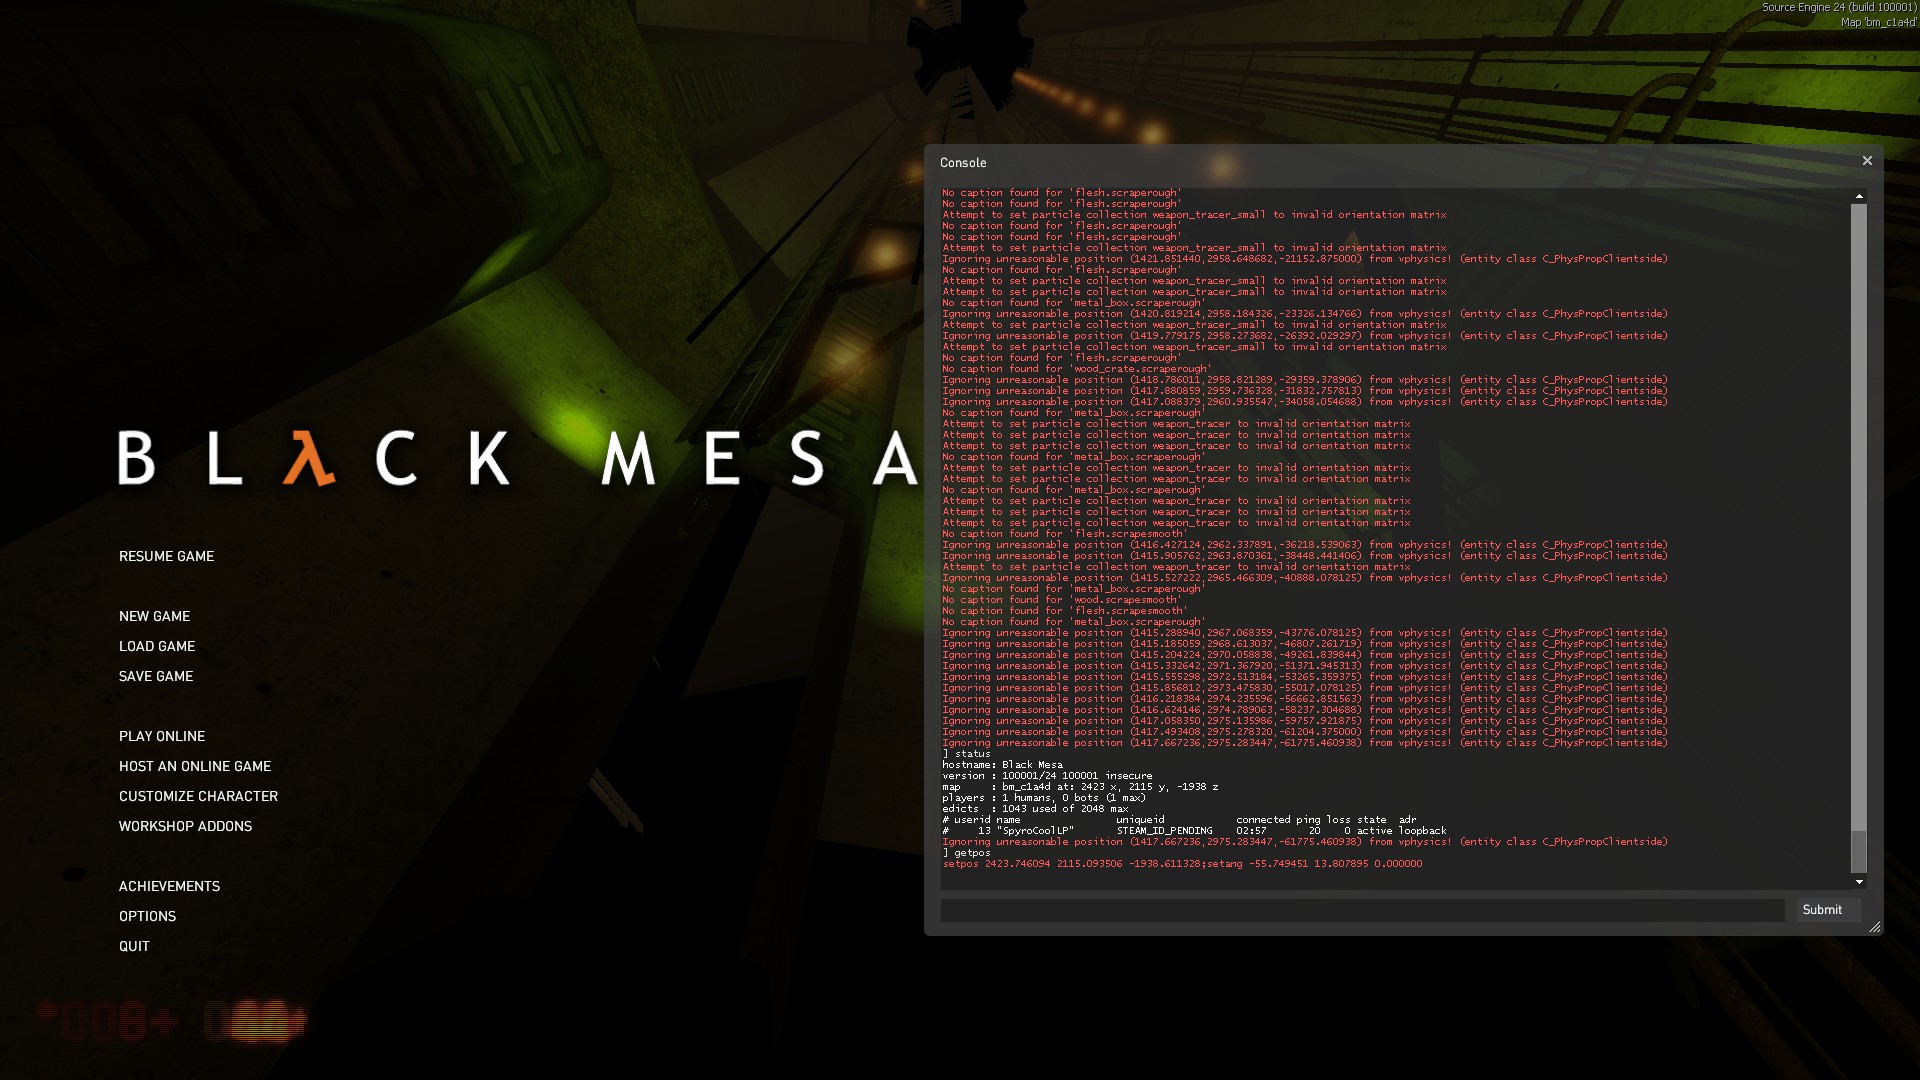 Source Engine 24 (build 100001)
Map 'bm_c1a4d'
BLλCK MESA
RESUME GAME
NEW GAME
LOAD GAME
SAVE GAME
PLAY ONLINE
HOST AN ONLINE GAME
CUSTOMIZE CHARACTER
WORKSHOP ADDONS
ACHIEVEMENTS
OPTIONS
QUIT
Console
No caption found for 'flesh.scraperough'
No caption found for 'flesh.scraperough'
Attempt to set particle collection weapon_tracer_small to invalid orientation matrix
No caption found for 'flesh.scraperough'
No caption found for 'flesh.scraperough'
Attempt to set particle collection weapon_tracer_small to invalid orientation matrix
Ignoring unreasonable position (1421.851440,2958.648682,-21152.875000) from vphysics! (entity class C_PhysPropClientside)
No caption found for 'flesh.scraperough'
Attempt to set particle collection weapon_tracer_small to invalid orientation matrix
Attempt to set particle collection weapon_tracer_small to invalid orientation matrix
No caption found for 'metal_box.scraperough'
Ignoring unreasonable position (1420.819214,2958.184326,-23326.134766) from vphysics! (entity class C_PhysPropClientside)
Attempt to set particle collection weapon_tracer_small to invalid orientation matrix
Ignoring unreasonable position (1419.779175,2958.273682,-26392.029297) from vphysics! (entity class C_PhysPropClientside)
Attempt to set particle collection weapon_tracer_small to invalid orientation matrix
No caption found for 'flesh.scraperough'
No caption found for 'wood_crate.scraperough'
Ignoring unreasonable position (1418.786011,2958.821289,-29359.378906) from vphysics! (entity class C_PhysPropClientside)
Ignoring unreasonable position (1417.880859,2959.736328,-31832.757813) from vphysics! (entity class C_PhysPropClientside)
Ignoring unreasonable position (1417.088379,2960.935547,-34058.054688) from vphysics! (entity class C_PhysPropClientside)
No caption found for 'metal_box.scraperough'
Attempt to set particle collection weapon_tracer to invalid orientation matrix
Attempt to set particle collection weapon_tracer to invalid orientation matrix
Attempt to set particle collection weapon_tracer to invalid orientation matrix
No caption found for 'metal_box.scraperough'
Attempt to set particle collection weapon_tracer to invalid orientation matrix
Attempt to set particle collection weapon_tracer to invalid orientation matrix
No caption found for 'metal_box.scraperough'
Attempt to set particle collection weapon_tracer to invalid orientation matrix
Attempt to set particle collection weapon_tracer to invalid orientation matrix
Attempt to set particle collection weapon_tracer to invalid orientation matrix
No caption found for 'flesh.scrapesmooth'
Ignoring unreasonable position (1416.427124,2962.337891,-36218.539063) from vphysics! (entity class C_PhysPropClientside)
Ignoring unreasonable position (1415.905762,2963.870361,-38448.441406) from vphysics! (entity class C_PhysPropClientside)
Attempt to set particle collection weapon_tracer to invalid orientation matrix
Ignoring unreasonable position (1415.527222,2965.466309,-40888.078125) from vphysics! (entity class C_PhysPropClientside)
No caption found for 'metal_box.scraperough'
No caption found for 'wood.scrapesmooth'
No caption found for 'flesh.scrapesmooth'
No caption found for 'metal_box.scraperough'
Ignoring unreasonable position (1415.288940,2967.068359,-43776.078125) from vphysics! (entity class C_PhysPropClientside)
Ignoring unreasonable position (1415.185059,2968.613037,-46807.261719) from vphysics! (entity class C_PhysPropClientside)
Ignoring unreasonable position (1415.204224,2970.058838,-49261.839844) from vphysics! (entity class C_PhysPropClientside)
Ignoring unreasonable position (1415.332642,2971.367920,-51371.945313) from vphysics! (entity class C_PhysPropClientside)
Ignoring unreasonable position (1415.555298,2972.513184,-53265.359375) from vphysics! (entity class C_PhysPropClientside)
Ignoring unreasonable position (1415.856812,2973.475830,-55017.078125) from vphysics! (entity class C_PhysPropClientside)
Ignoring unreasonable position (1416.218384,2974.235596,-56662.851563) from vphysics! (entity class C_PhysPropClientside)
Ignoring unreasonable position (1416.624146,2974.789063,-58237.304688) from vphysics! (entity class C_PhysPropClientside)
Ignoring unreasonable position (1417.058350,2975.135986,-59757.921875) from vphysics! (entity class C_PhysPropClientside)
Ignoring unreasonable position (1417.493408,2975.278320,-61204.375000) from vphysics! (entity class C_PhysPropClientside)
Ignoring unreasonable position (1417.667236,2975.283447,-61775.460938) from vphysics! (entity class C_PhysPropClientside)
] status
hostname: Black Mesa
version : 100001/24 100001 insecure
map     : bm_c1a4d at: 2423 x, 2115 y, -1938 z
players : 1 humans, 0 bots (1 max)
edicts  : 1043 used of 2048 max
# userid name                uniqueid            connected ping loss state  adr
#     13 "SpyroCoolLP"       STEAM_ID_PENDING    02:57       20    0 active loopback
Ignoring unreasonable position (1417.667236,2975.283447,-61775.460938) from vphysics! (entity class C_PhysPropClientside)
] getpos
setpos 2423.746094 2115.093506 -1938.611328;setang -55.749451 13.807895 0.000000
Submit